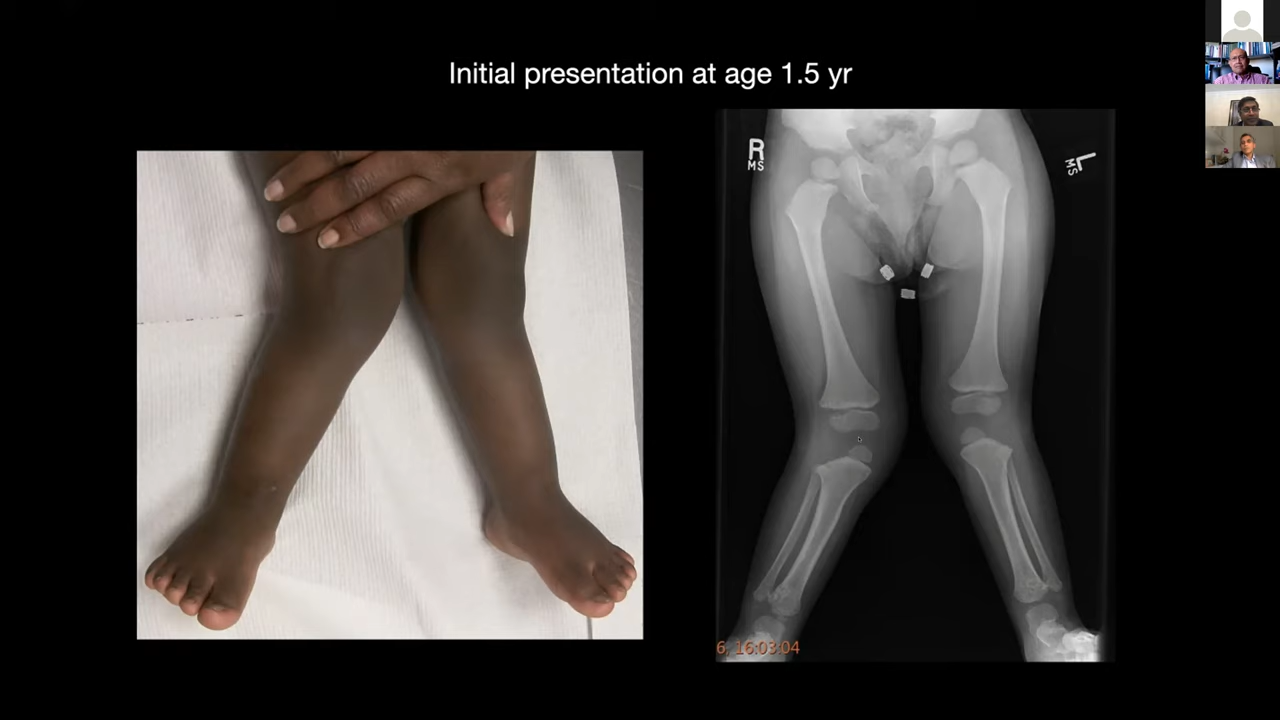 Initial presentation at age 1.5 yr
R
MS
L
MS
6, 16:03:04